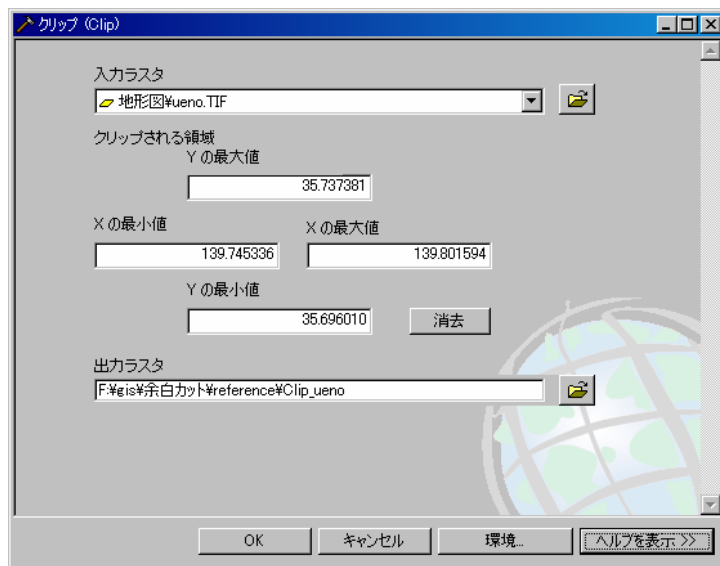 クリップ (Clip)
入力ラスタ
地形図¥ueno.TIF
クリップされる領域
Y の最大値
35.737381
X の最小値
X の最大値
139.745336
139.801594
Y の最小値
35.696010
消去
出力ラスタ
F:¥gis¥余白カット¥reference¥Clip_ueno
OK
キャンセル
環境...
ヘルプを表示 >>